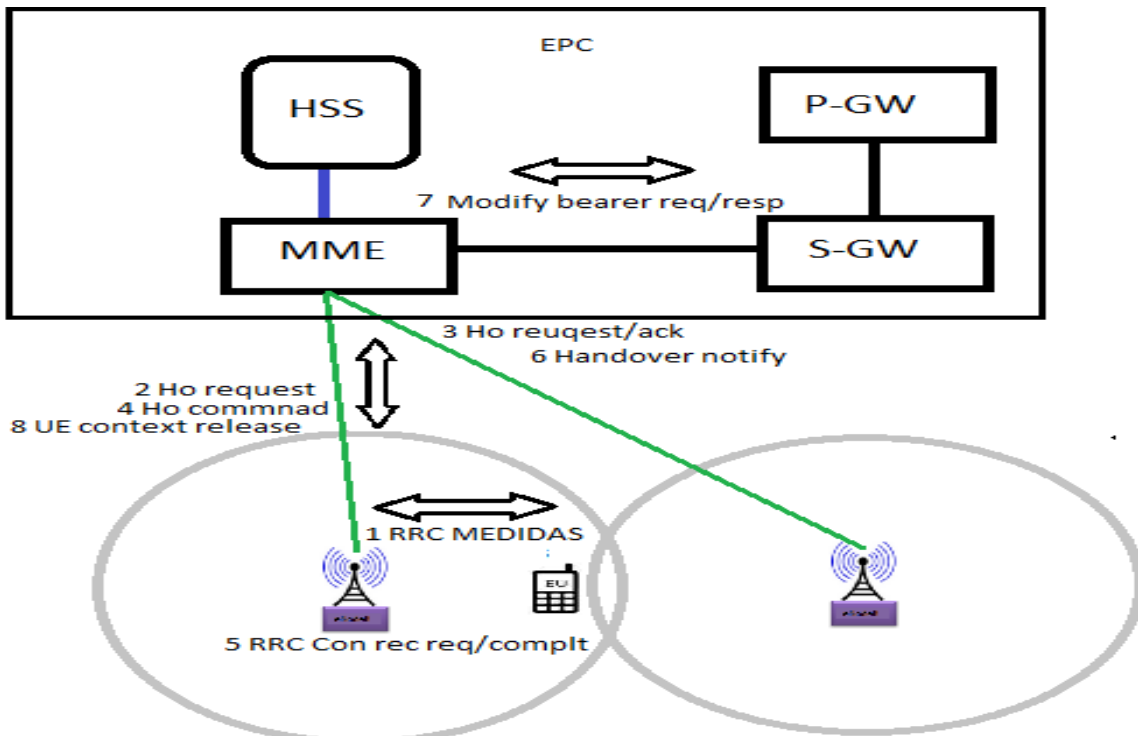 EPC
HSS
P-GW
7 Modify bearer req/resp
MME
S-GW
3 Ho reuqest/ack
6 Handover notify
2 Ho request
4 Ho commnad
8 UE context release
1 RRC MEDIDAS
EU
5 RRC Con rec req/complt